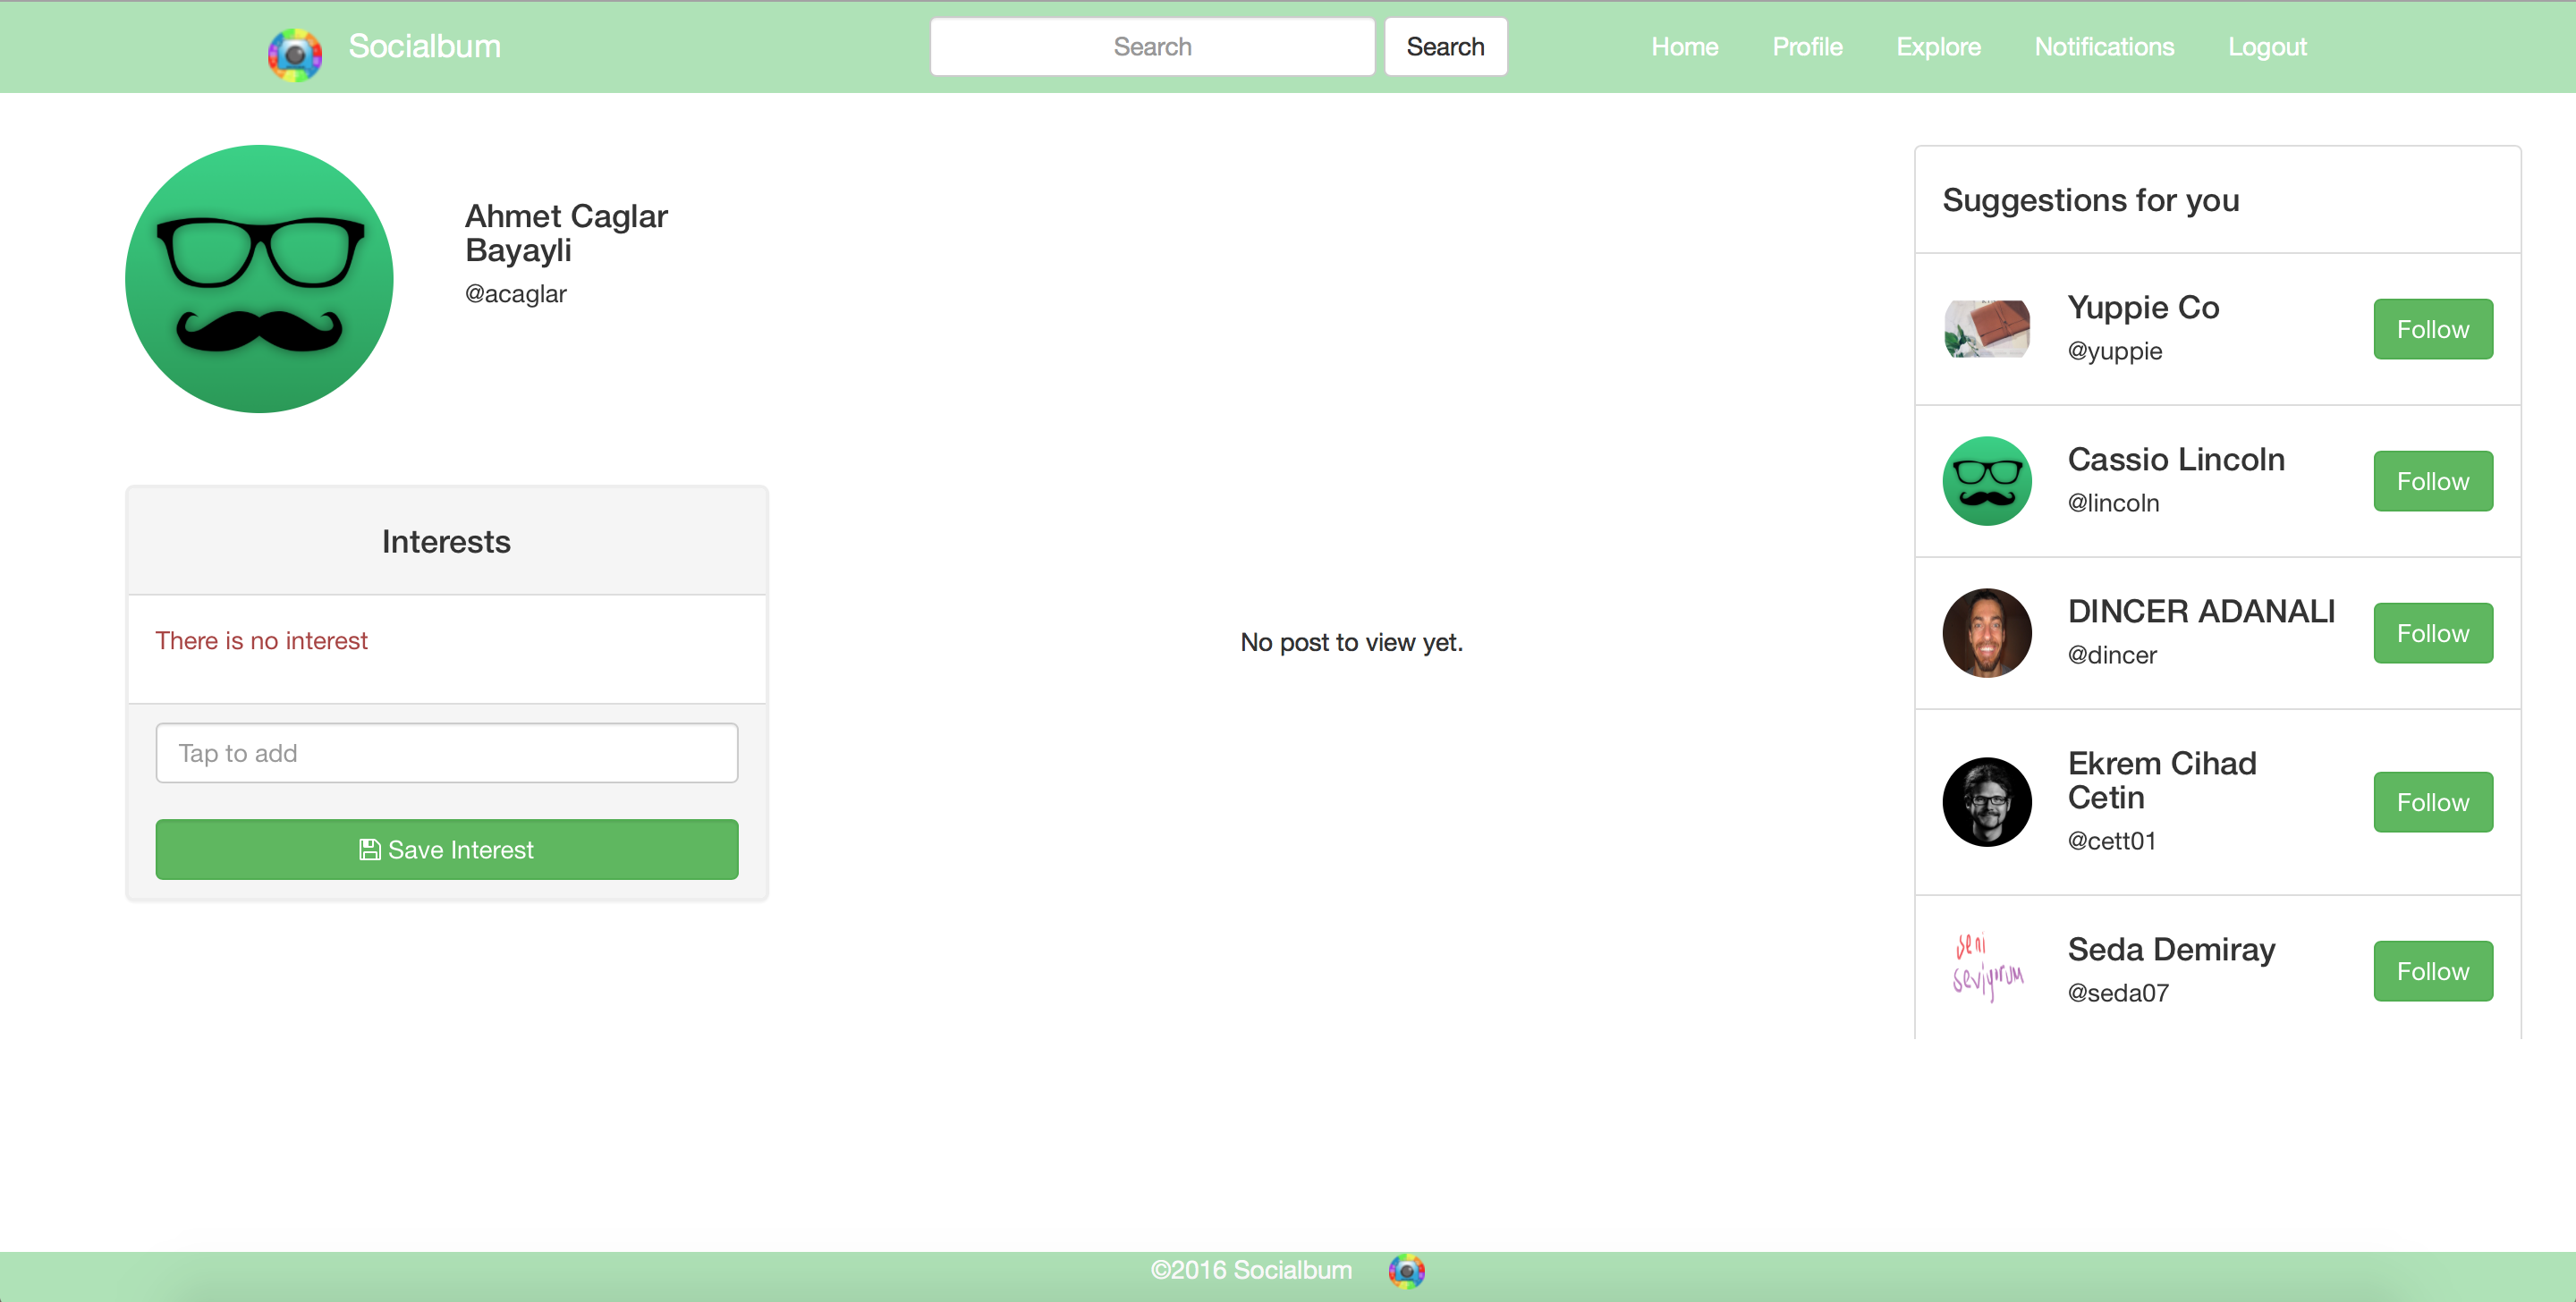 Socialbum
Search
Search
Home
Profile
Explore
Notifications
Logout
Ahmet Caglar
Bayayli
@acaglar
Interests
There is no interest
Tap to add
Save Interest
No post to view yet.
Suggestions for you
Yuppie Co
@yuppie
Follow
Cassio Lincoln
@lincoln
Follow
DINCER ADANALI
@dincer
Follow
Ekrem Cihad
Cetin
@cett01
Follow
seni
seviyorum
Seda Demiray
@seda07
Follow
©2016 Socialbum